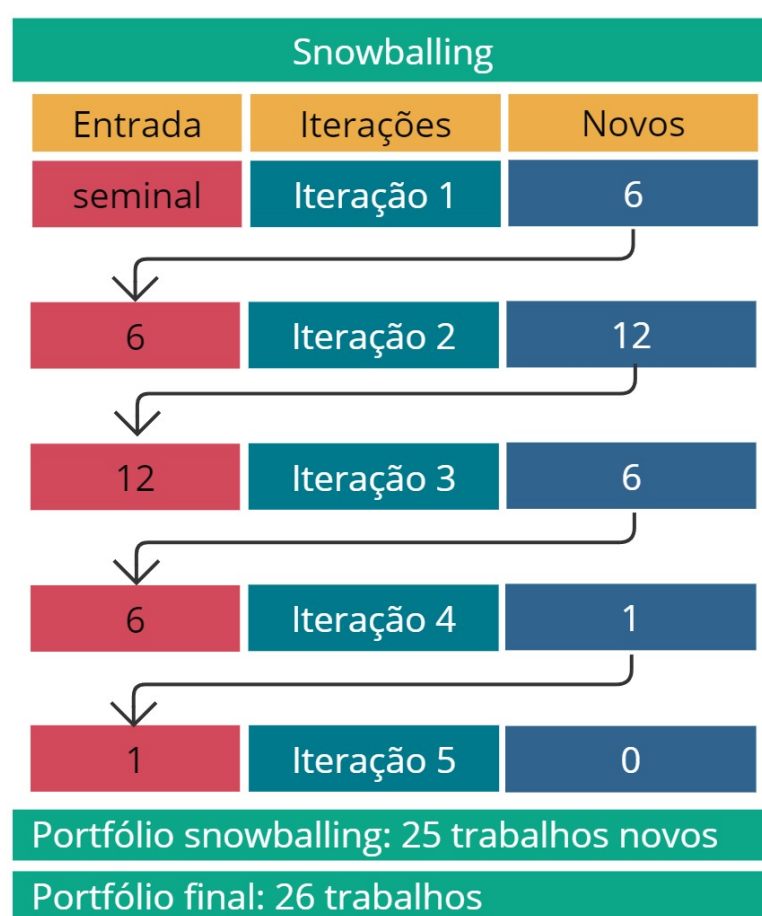 Snowballing
Entrada Iterações Novos
seminal Iteração 1 6
6 Iteração 2 12
12 Iteração 3 6
6 Iteração 4 1
1 Iteração 5 0
Portfólio snowballing: 25 trabalhos novos
Portfólio final: 26 trabalhos